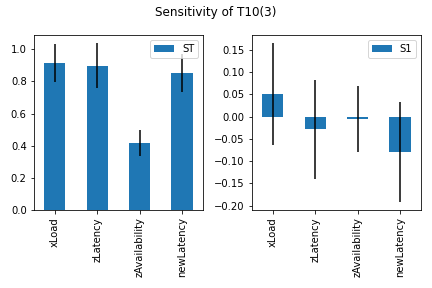 Sensitivity of T10(3)
ST
1.0
0.8
0.6
0.4
0.2
0.0
xLoad
zLatency
zAvailability
newLatency
S1
0.15
0.10
0.05
0.00
−0.05
−0.10
−0.15
−0.20
xLoad
zLatency
zAvailability
newLatency